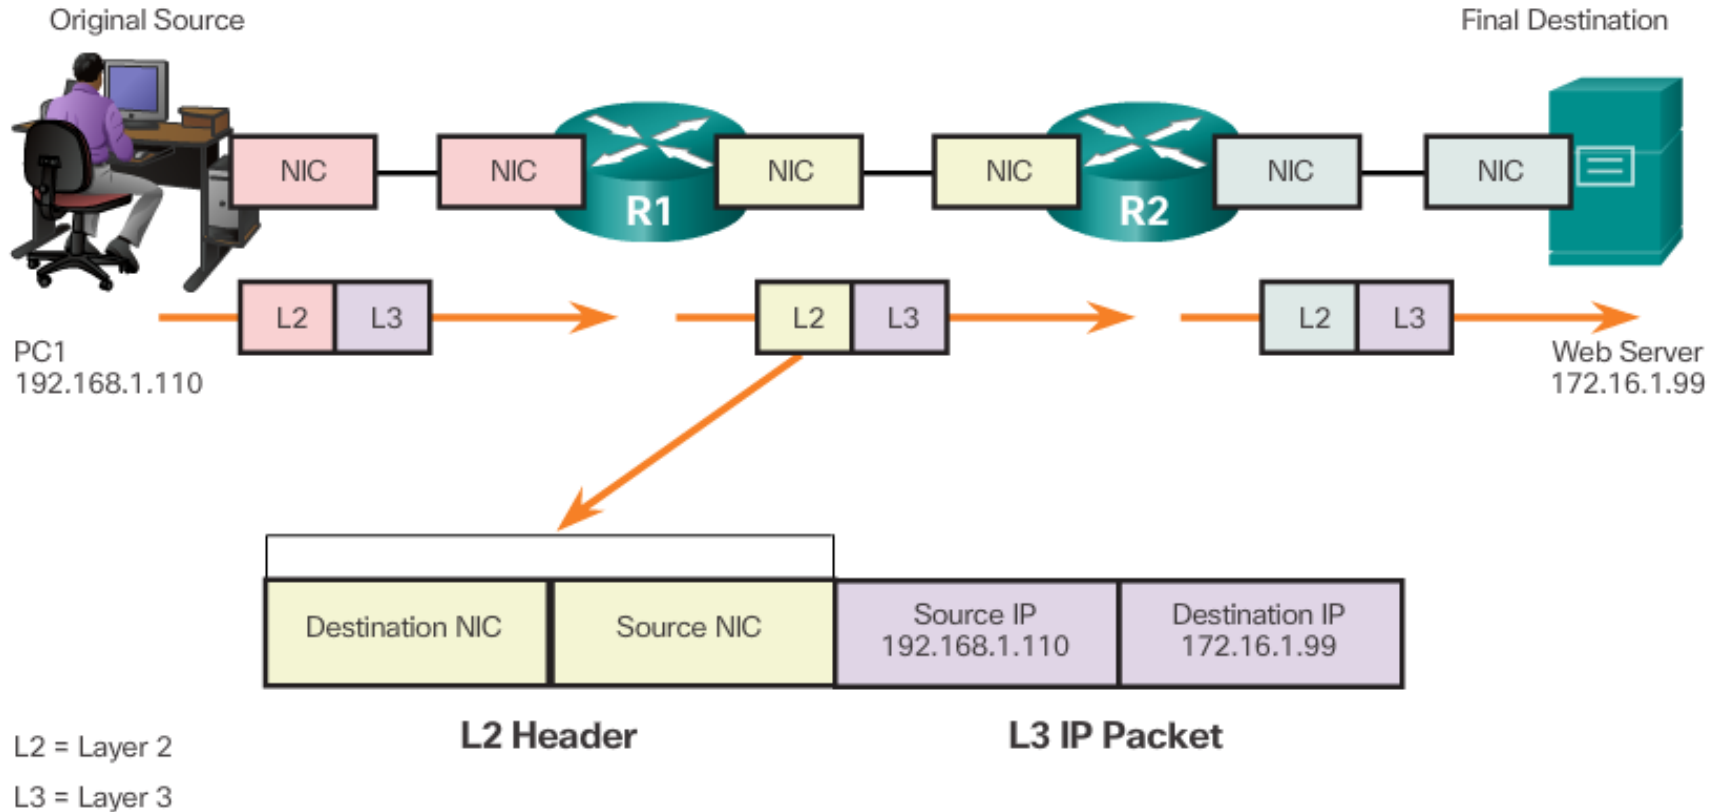 Original Source
Final Destination
NIC
NIC
NIC
NIC
NIC
NIC
R1
R2
L2
L3
L2
L3
L2
L3
PC1
192.168.1.110
Web Server
172.16.1.99
Destination NIC
Source NIC
Source IP
192.168.1.110
Destination IP
172.16.1.99
L2 Header
L3 IP Packet
L2 = Layer 2
L3 = Layer 3